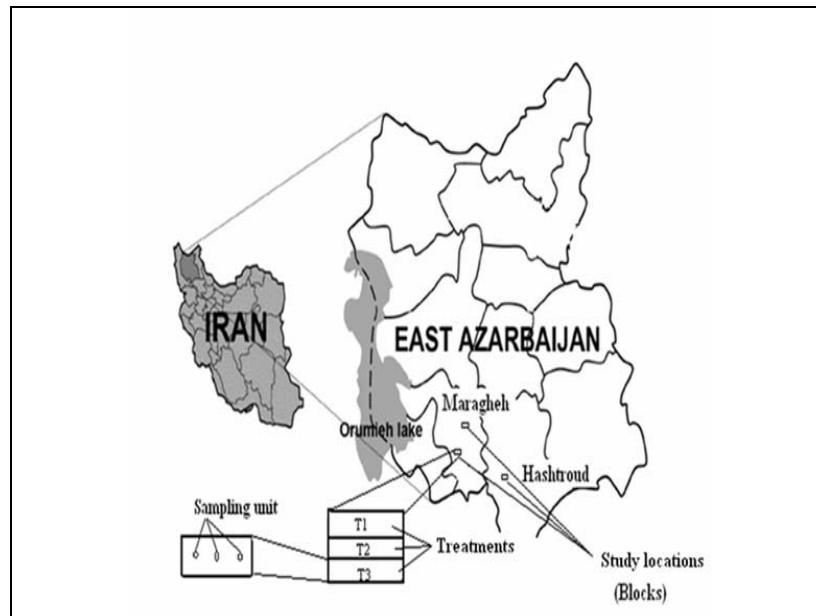 IRAN
EAST AZARBAIJAN
Maragheh
Orumieh lake
Hashtroud
Sampling unit
T1
T2
T3
Treatments
Study locations
(Blocks)